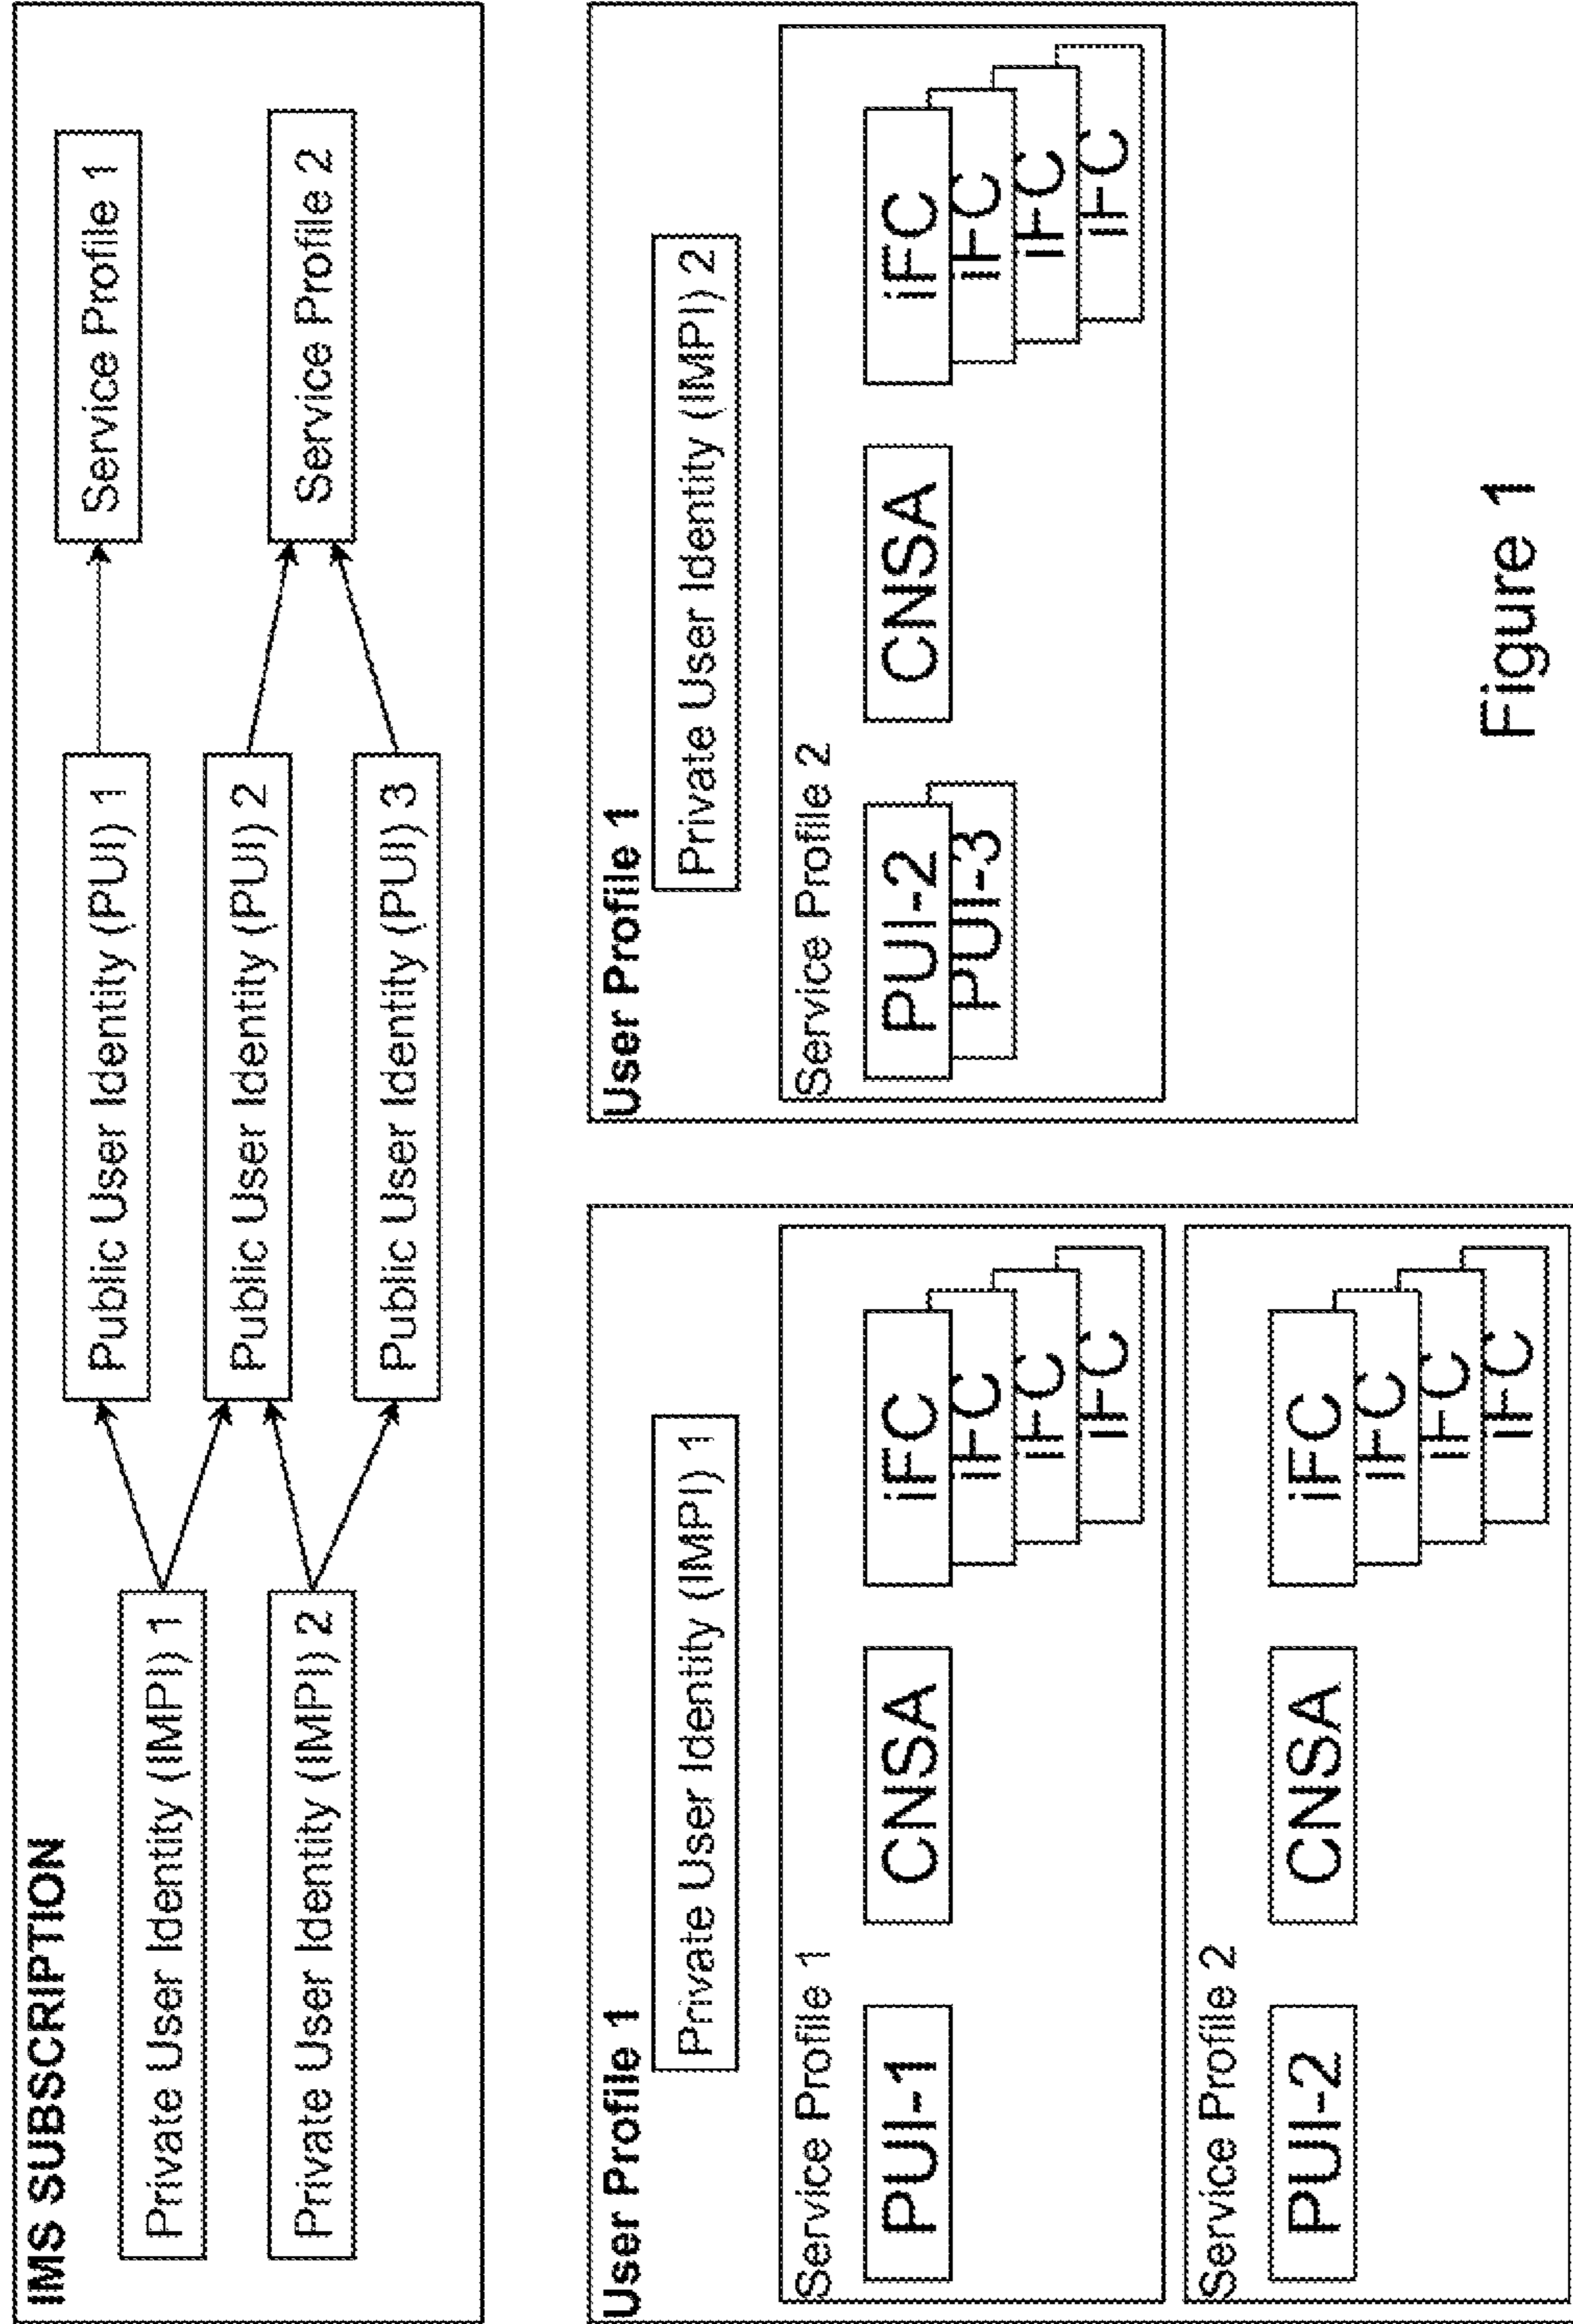 IMS SUBSCRIPTION
Private User Identity (IMPI) 1
Private User Identity (IMPI) 2
Public User Identity (PUI) 1
Public User Identity (PUI) 2
Public User Identity (PUI) 3
Service Profile 1
Service Profile 2
User Profile 1
Private User Identity (IMPI) 1
Service Profile 1
PUI-1
CNSA
iFC
iFC
iFC
iFC
Service Profile 2
PUI-2
CNSA
iFC
iFC
iFC
iFC
User Profile 1
Private User Identity (IMPI) 2
Service Profile 2
PUI-2
PUI-3
CNSA
iFC
iFC
iFC
iFC
Figure 1